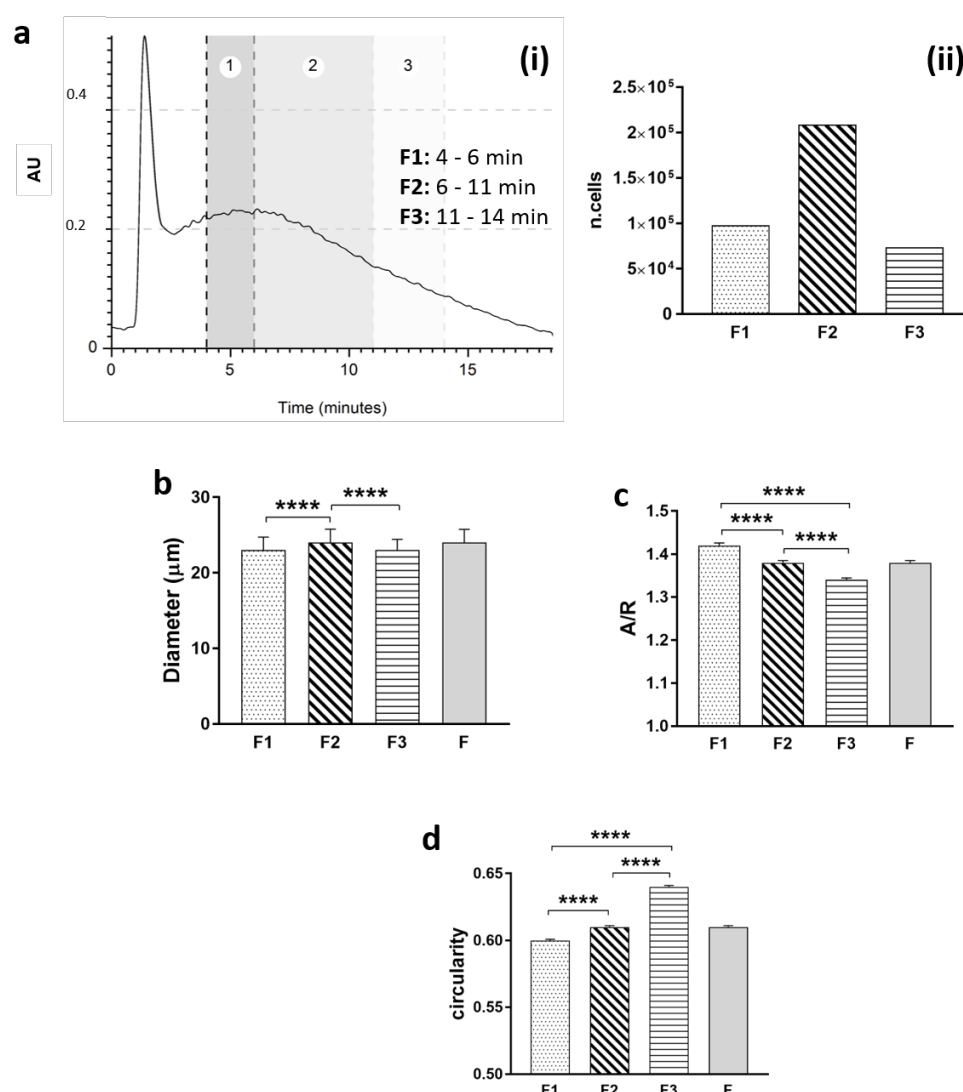 a
(i)
1 2 3
0.4
AU
F1: 4 - 6 min
F2: 6 - 11 min
F3: 11 - 14 min
0.2
0
0 5 10 15
Time (minutes)
(ii)
2.5×10⁵
2×10⁵
1.5×10⁵
1×10⁵
5×10⁴
0
n.cells
F1 F2 F3
b
30
20
10
0
Diameter (μm)
**** ****
F1 F2 F3 F
c
1.5
1.4
1.3
1.2
1.1
1.0
A/R
****
**** ****
F1 F2 F3 F
d
0.65
0.60
0.55
0.50
circularity
****
****
****
F1 F2 F3 F